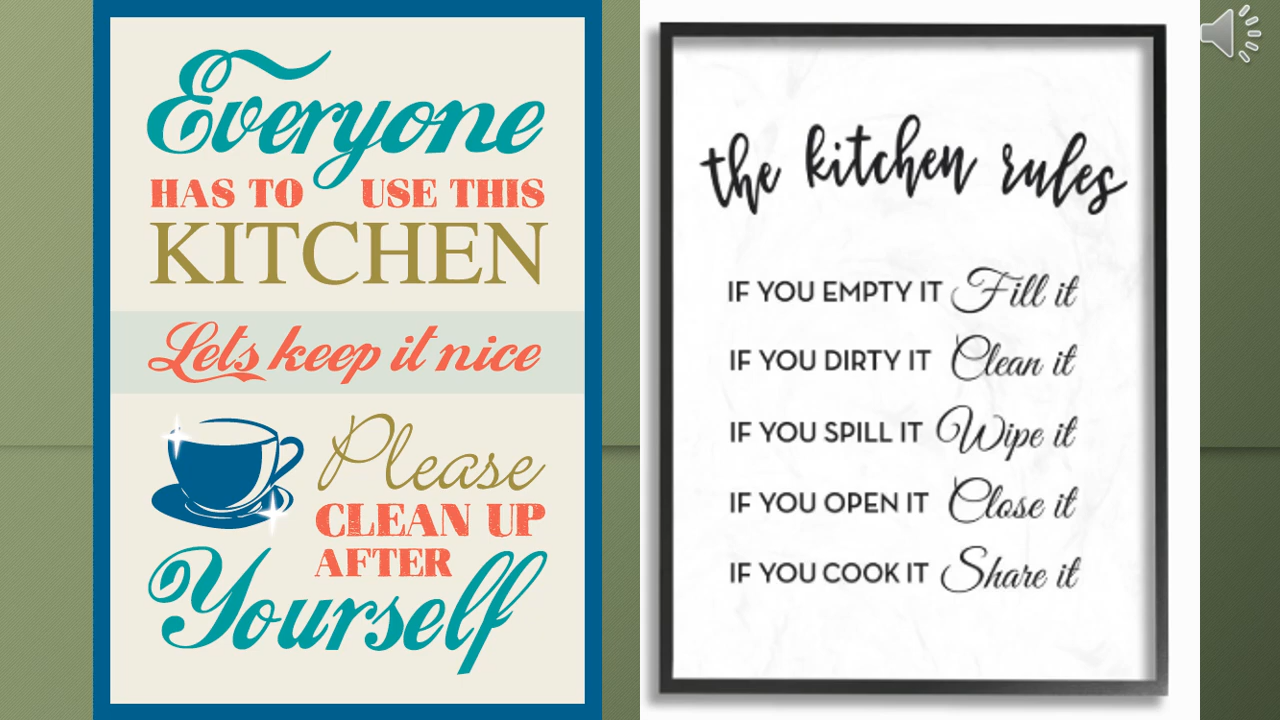 Everyone
HAS TO USE THIS
KITCHEN
Lets keep it nice
Please
CLEAN UP
AFTER
Yourself
the kitchen rules
IF YOU EMPTY IT Fill it
IF YOU DIRTY IT Clean it
IF YOU SPILL IT Wipe it
IF YOU OPEN IT Close it
IF YOU COOK IT Share it